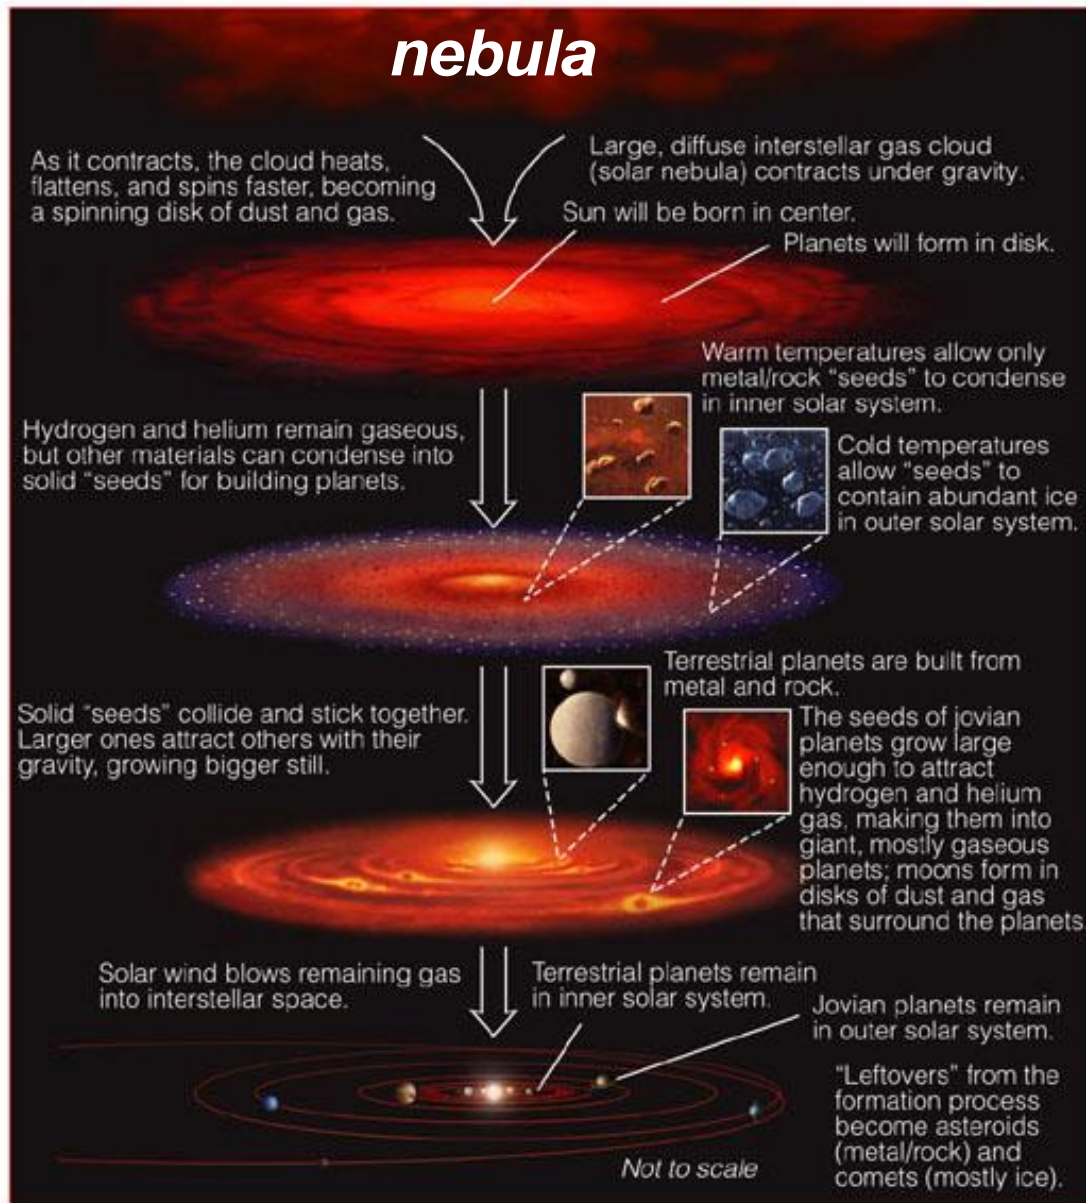 nebula
As it contracts, the cloud heats,
flattens, and spins faster, becoming
a spinning disk of dust and gas.
Large, diffuse interstellar gas cloud
(solar nebula) contracts under gravity.
Sun will be born in center.
Planets will form in disk.
Warm temperatures allow only
metal/rock “seeds” to condense
in inner solar system.
Hydrogen and helium remain gaseous,
but other materials can condense into
solid “seeds” for building planets.
Cold temperatures
allow “seeds” to
contain abundant ice
in outer solar system.
Terrestrial planets are built from
metal and rock.
Solid “seeds” collide and stick together.
Larger ones attract others with their
gravity, growing bigger still.
The seeds of jovian
planets grow large
enough to attract
hydrogen and helium
gas, making them into
giant, mostly gaseous
planets; moons form in
disks of dust and gas
that surround the planets.
Solar wind blows remaining gas
into interstellar space.
Terrestrial planets remain
in inner solar system.
Jovian planets remain
in outer solar system.
“Leftovers” from the
formation process
become asteroids
(metal/rock) and
comets (mostly ice).
Not to scale